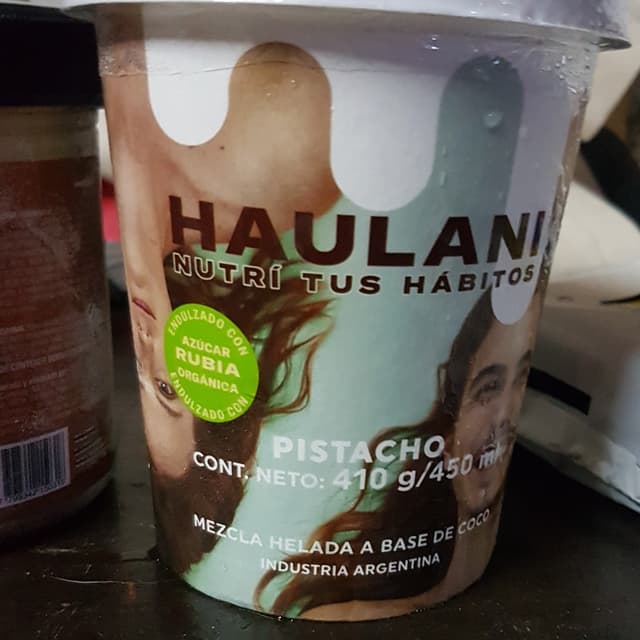 HAULANI
NUTRÍ TUS HÁBITOS
ENDULZADO CON
AZÚCAR
RUBIA
ORGÁNICA
ENDULZADO CON
PISTACHO
CONT. NETO: 410 g/450 ml.
MEZCLA HELADA A BASE DE COCO
INDUSTRIA ARGENTINA